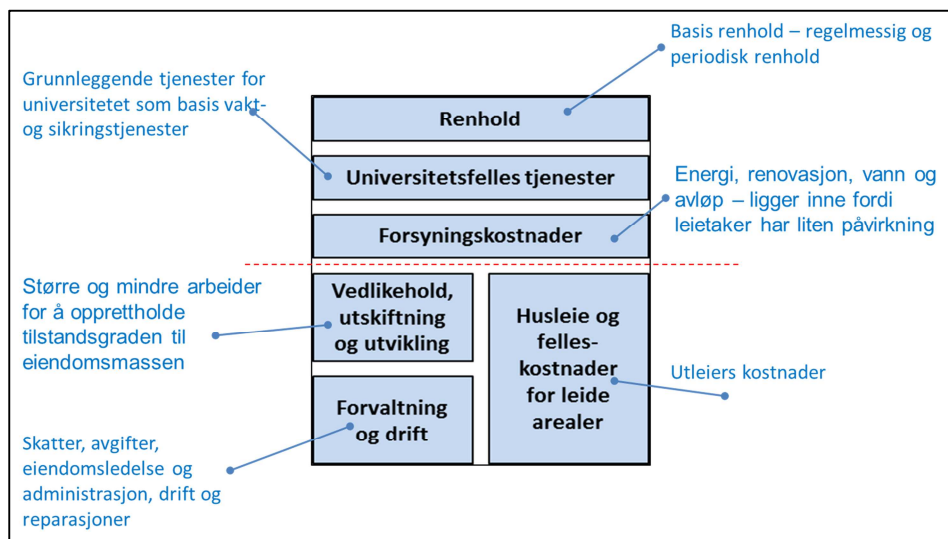 Basis renhold – regelmessig og
periodisk renhold
Grunnleggende tjenester for
universitetet som basis vakt-
og sikringstjenester
Renhold
Universitetsfelles tjenester
Energi, renovasjon, vann og
avløp – ligger inne fordi
leietaker har liten påvirkning
Forsyningskostnader
Større og mindre arbeider
for å opprettholde
tilstandsgraden til
eiendomsmassen
Vedlikehold,
utskiftning
og utvikling
Husleie og
felles-
kostnader
for leide
arealer
Utleiers kostnader
Forvaltning
og drift
Skatter, avgifter,
eiendomsledelse og
administrasjon, drift og
reparasjoner